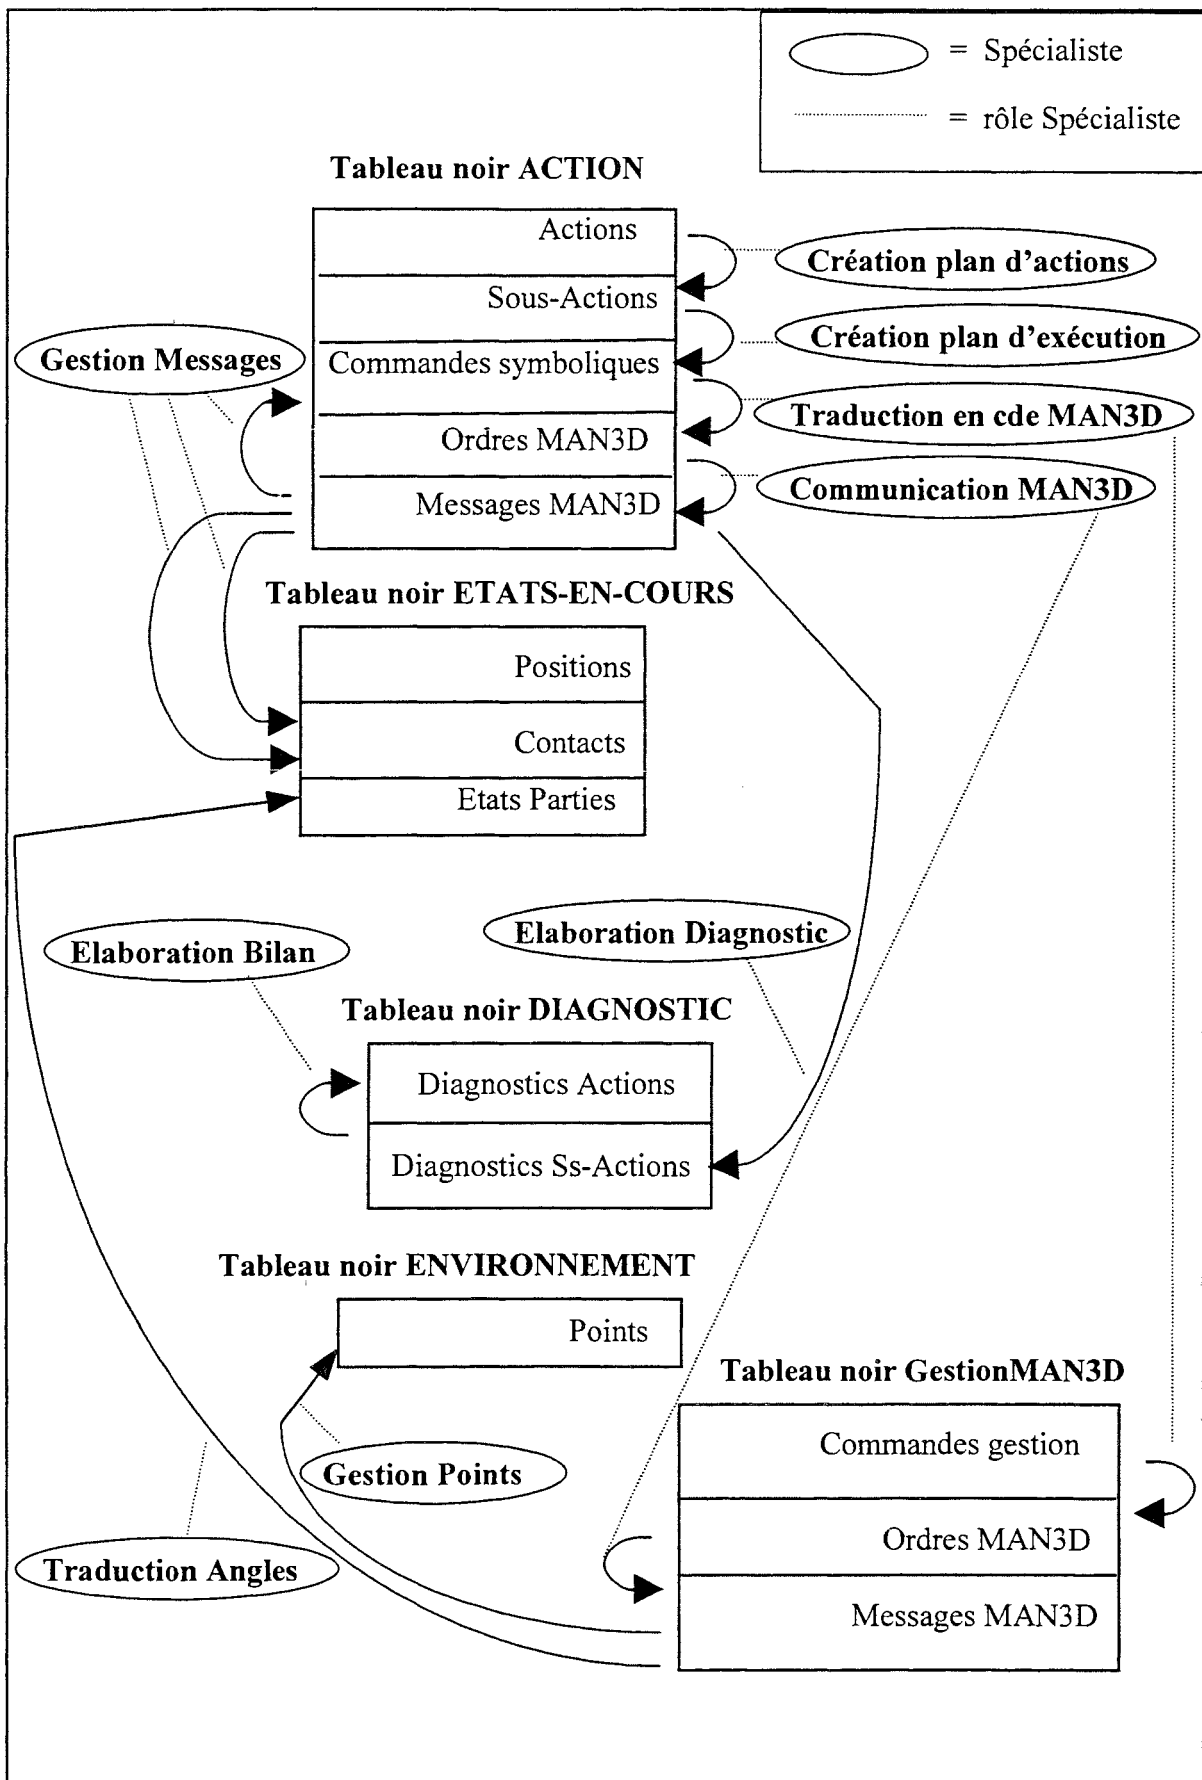 = Spécialiste
= rôle Spécialiste
Tableau noir ACTION
Actions
Création plan d'actions
Sous-Actions
Création plan d'exécution
Gestion Messages
Commandes symboliques
Traduction en cde MAN3D
Ordres MAN3D
Communication MAN3D
Messages MAN3D
Tableau noir ETATS-EN-COURS
Positions
Contacts
Etats Parties
Elaboration Diagnostic
Elaboration Bilan
Tableau noir DIAGNOSTIC
Diagnostics Actions
Diagnostics Ss-Actions
Tableau noir ENVIRONNEMENT
Points
Tableau noir GestionMAN3D
Commandes gestion
Gestion Points
Ordres MAN3D
Traduction Angles
Messages MAN3D